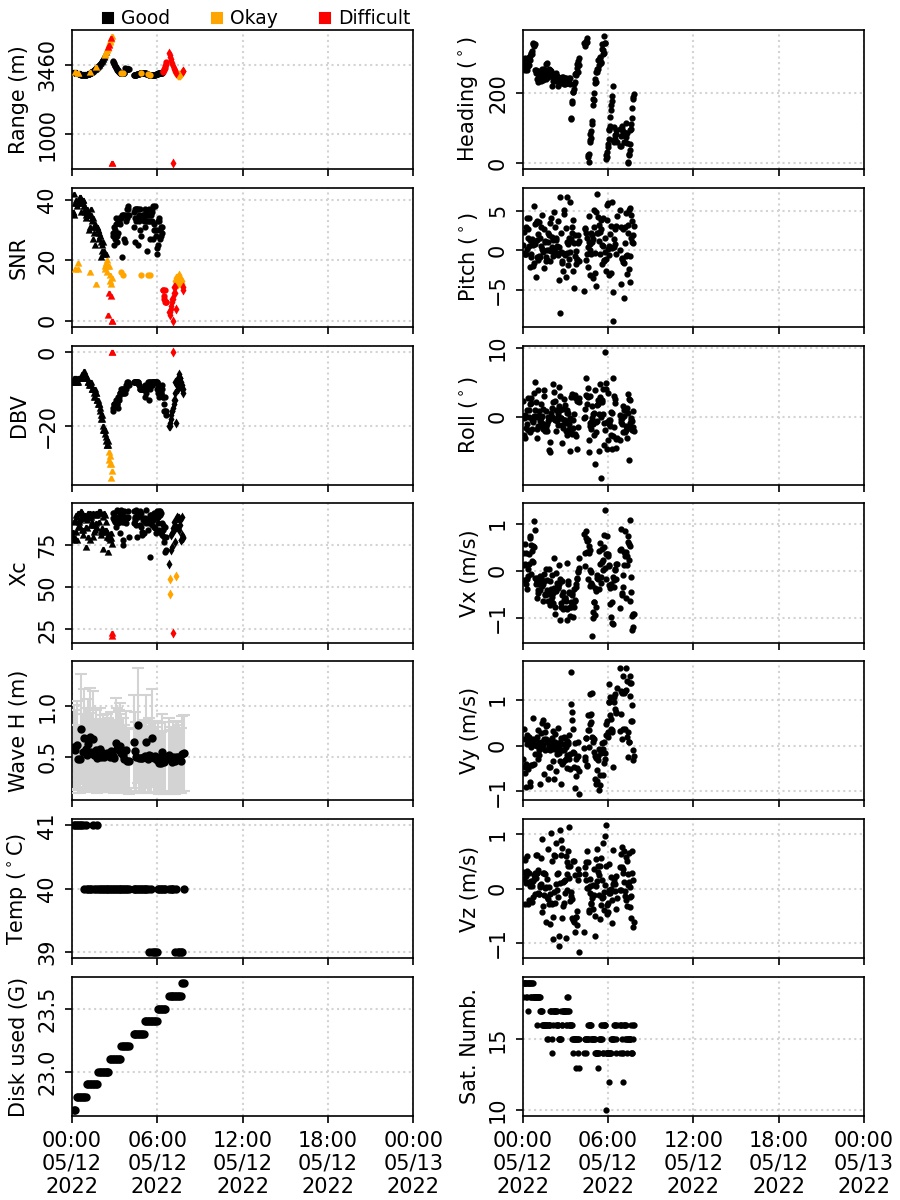 Good Okay Difficult
Range (m)
3460
1000
Heading (°)
200
0
SNR
40
20
0
Pitch (°)
5
0
−5
DBV
0
−20
Roll (°)
10
0
Xc
75
50
25
Vx (m/s)
1
0
−1
Wave H (m)
1.0
0.5
Vy (m/s)
1
0
−1
Temp (°C)
41
40
39
Vz (m/s)
1
0
−1
Disk used (G)
23.5
23.0
Sat. Numb.
15
10
00:00 06:00 12:00 18:00 00:00
05/12 05/12 05/12 05/12 05/13
2022 2022 2022 2022 2022
00:00 06:00 12:00 18:00 00:00
05/12 05/12 05/12 05/12 05/13
2022 2022 2022 2022 2022